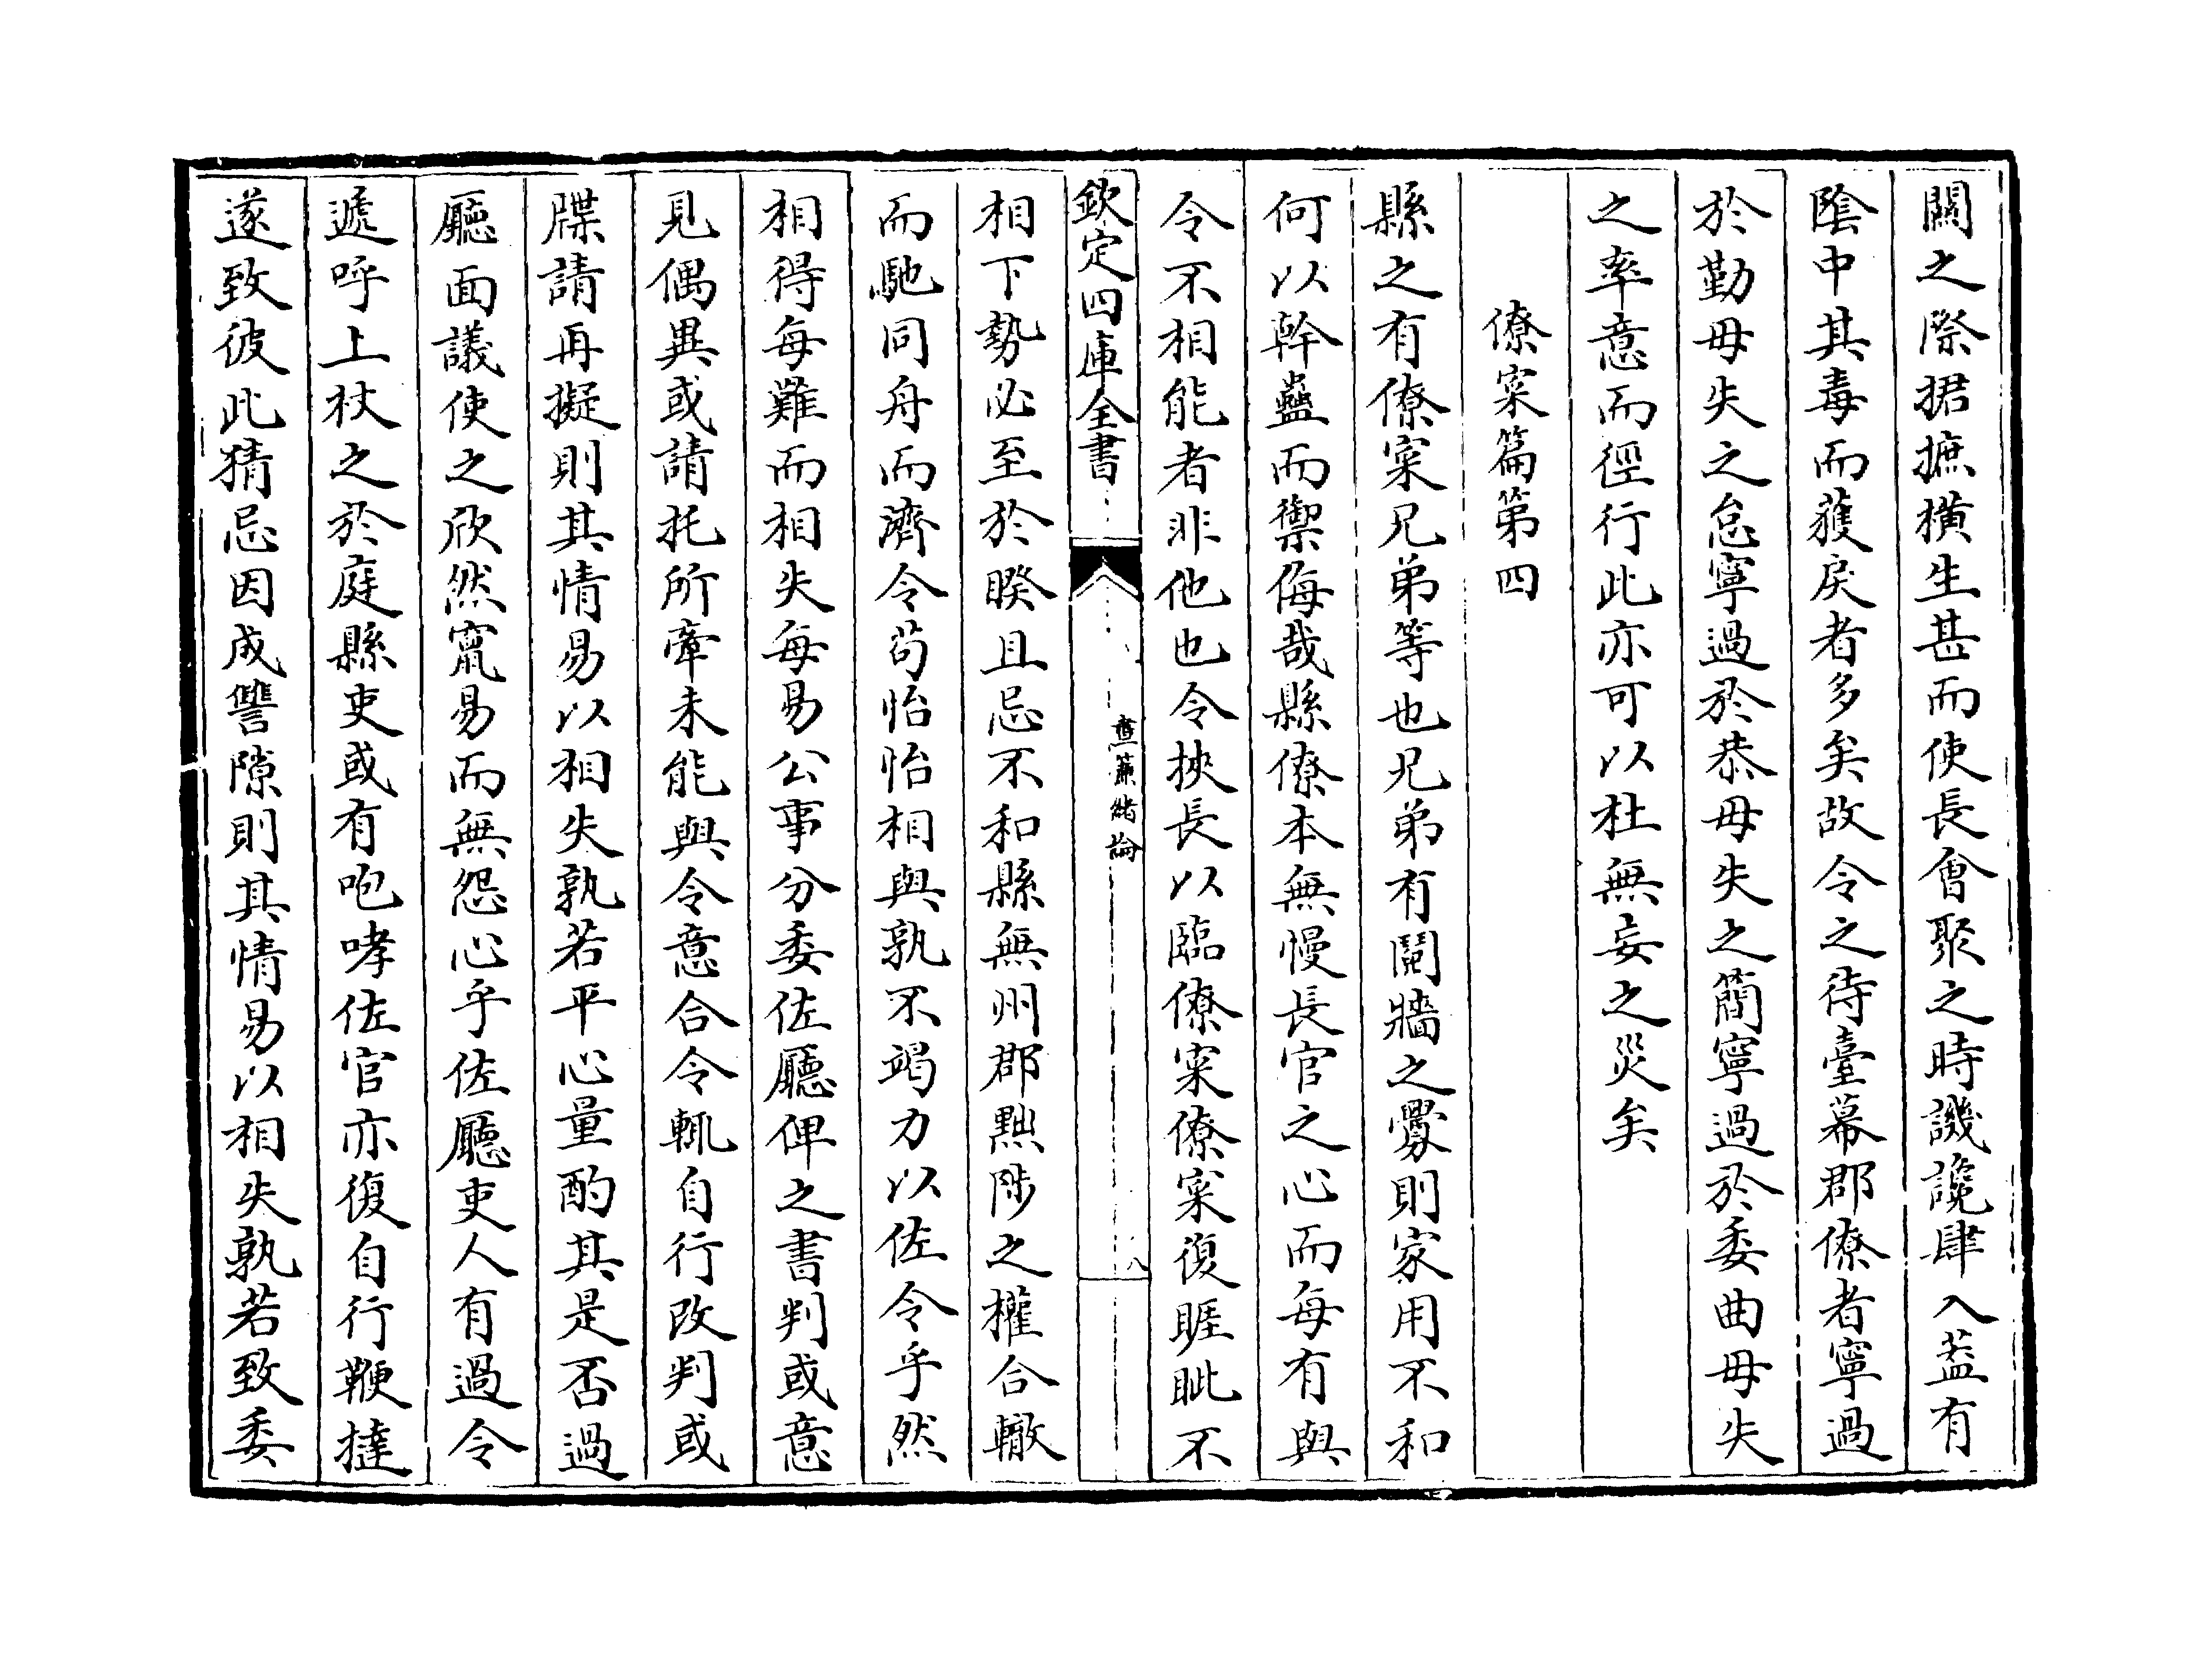 闗之際捃摭横生甚而使長㑹聚之時譏讒肆入葢有
隂中其毒而獲戾者多矣故令之待臺幕郡僚者寧過
於勤毋失之怠寧過於恭毋失之簡寧過於委曲毋失
之率意而徑行此亦可以杜無妄之災矣
僚寀篇第四
縣之有僚寀兄弟等也兄弟有䦧牆之釁則家用不和
何以幹蠱而禦侮哉縣僚本無慢長官之心而每有與
令不相能者非他也令挾長以臨僚寀僚寀復睚眦不
欽定四庫全書
晝簾緒論
八
相下勢必至於暌且忌不和縣無州郡黜陟之權合轍
而馳同舟而濟令苟怡怡相與孰不竭力以佐令乎然
相得每難而相失每易公事分委佐廳俾之書判或意
見偶異或請托所牽未能與令意合令輒自行改判或
牒請再擬則其情易以相失孰若平心量酌其是否過
廳面議使之欣然竄易而無怨心乎佐廳吏人有過令
遞呼上杖之於庭縣吏或有咆哮佐官亦復自行鞭撻
遂致彼此猜忌因成讐隙則其情易以相失孰若致委